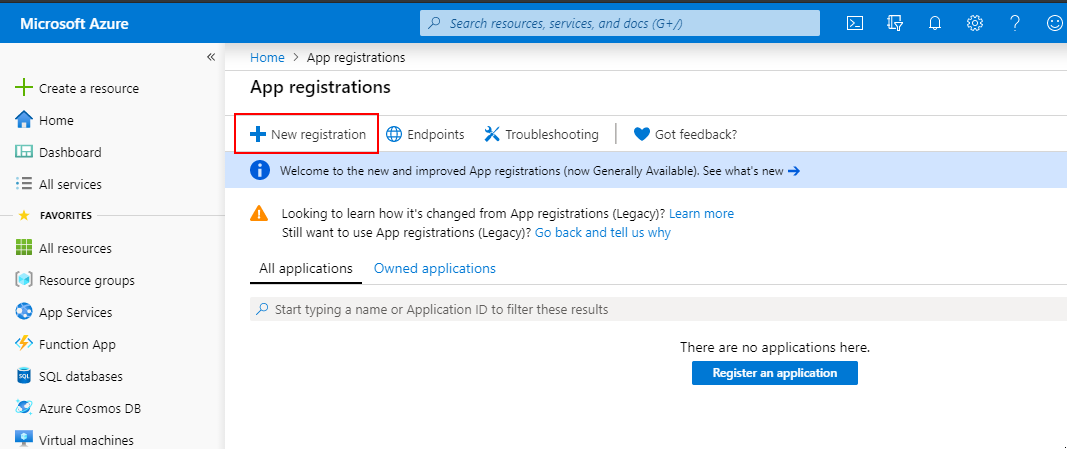 Microsoft Azure
Search resources, services, and docs (G+/)
«
Create a resource
Home
Dashboard
All services
FAVORITES
All resources
Resource groups
App Services
Function App
SQL databases
Azure Cosmos DB
Virtual machines
Home > App registrations
App registrations
New registration Endpoints Troubleshooting Got feedback?
Welcome to the new and improved App registrations (now Generally Available). See what's new →
Looking to learn how it's changed from App registrations (Legacy)? Learn more
Still want to use App registrations (Legacy)? Go back and tell us why
All applications Owned applications
Start typing a name or Application ID to filter these results
There are no applications here.
Register an application